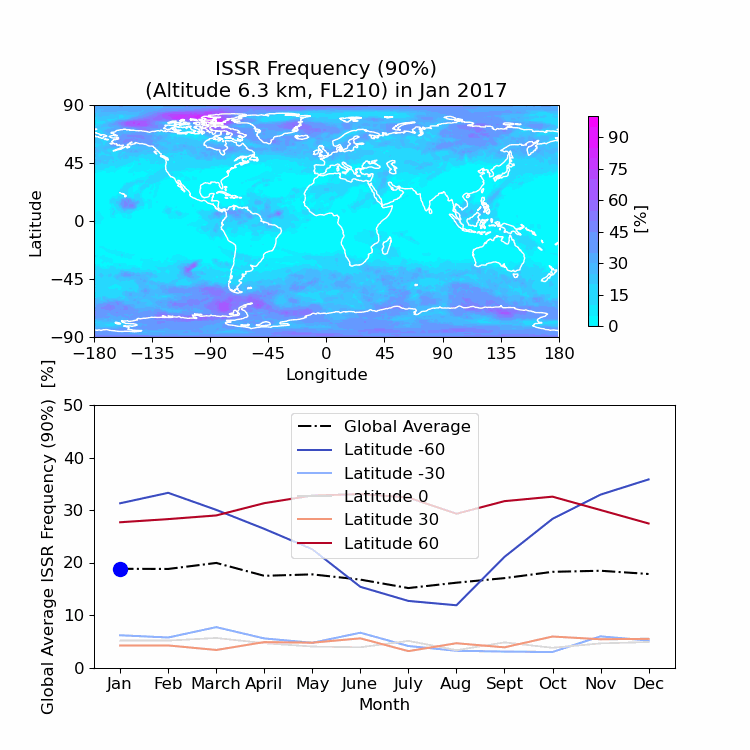 ISSR Frequency (90%)
(Altitude 6.3 km, FL210) in Jan 2017
90
45
0
−45
−90
Latitude
−180 −135 −90 −45 0 45 90 135 180
Longitude
90
75
60
45
30
15
0
[%]
50
40
30
20
10
0
Global Average ISSR Frequency (90%) [%]
Global Average
Latitude -60
Latitude -30
Latitude 0
Latitude 30
Latitude 60
Jan Feb March April May June July Aug Sept Oct Nov Dec
Month